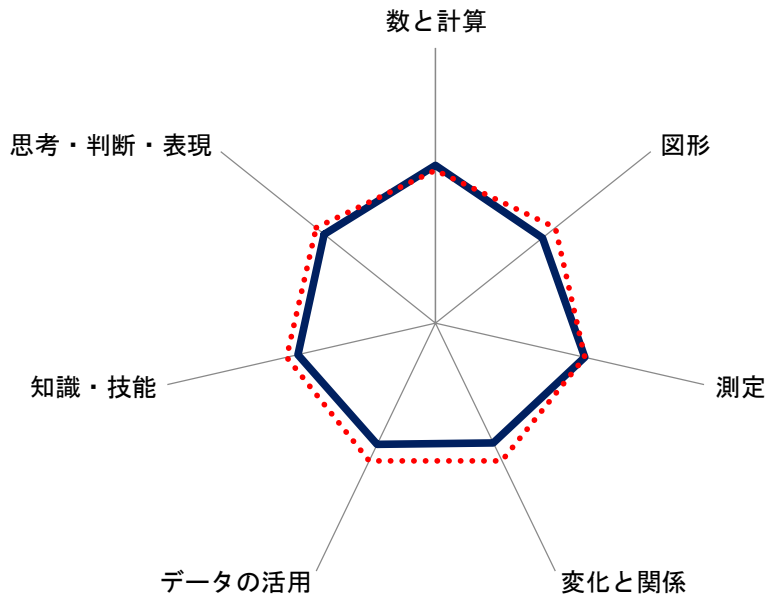 数と計算
図形
測定
変化と関係
データの活用
知識・技能
思考・判断・表現